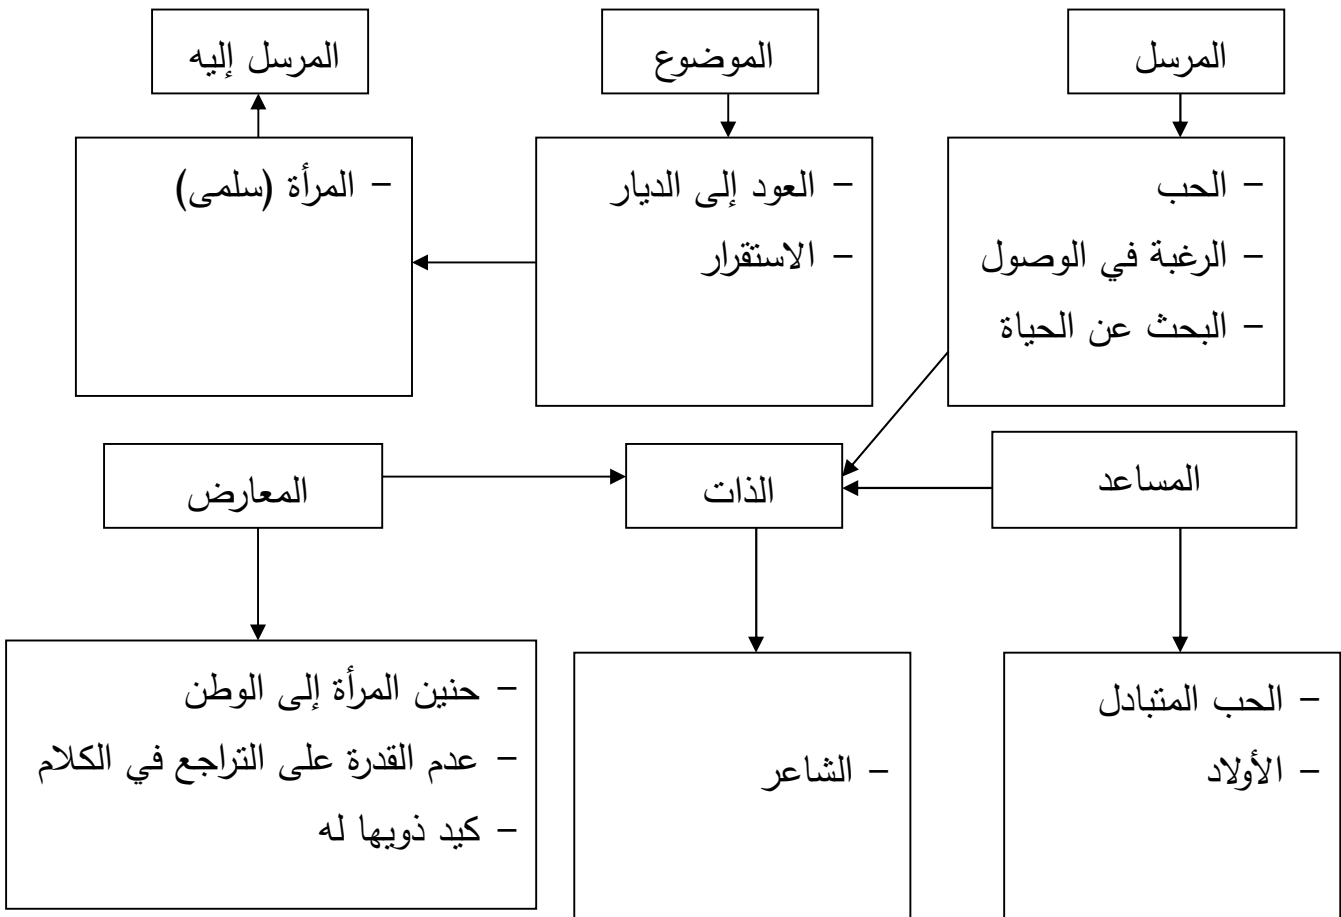 المرسل
الموضوع
المرسل إليه
- الحب
- الرغبة في الوصول
- البحث عن الحياة
- العود إلى الديار
- الاستقرار
- المرأة (سلمى)
المساعد
الذات
المعارض
- الحب المتبادل
- الأولاد
- الشاعر
- حنين المرأة إلى الوطن
- عدم القدرة على التراجع في الكلام
- كيد ذويها له